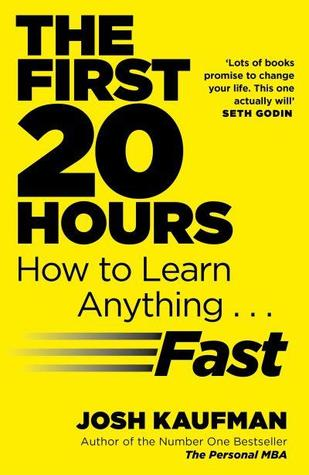 THE
FIRST
20
HOURS
‘Lots of books
promise to change
your life. This one
actually will’
SETH GODIN
How to Learn
Anything . . .
Fast
JOSH KAUFMAN
Author of the Number One Bestseller
The Personal MBA